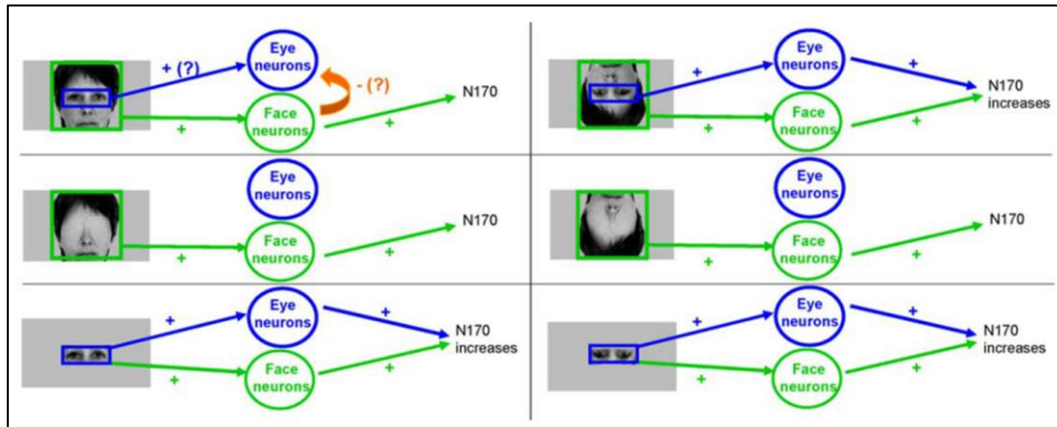 + (?)
Eye
neurons
- (?)
Face
neurons
+
+
N170
+
Eye
neurons
+
Face
neurons
+
+
N170
increases
Eye
neurons
Face
neurons
+
+
N170
Eye
neurons
Face
neurons
+
+
N170
+
Eye
neurons
+
Face
neurons
+
+
N170
increases
+
Eye
neurons
+
Face
neurons
+
+
N170
increases